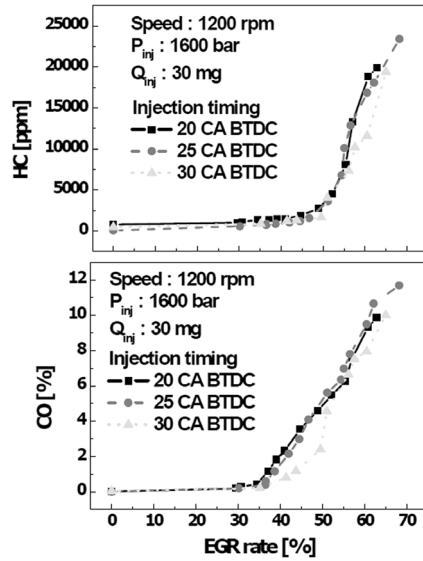 25000
20000
15000
10000
5000
0
HC [ppm]
Speed : 1200 rpm
Pinj : 1600 bar
Qinj : 30 mg
Injection timing
20 CA BTDC
25 CA BTDC
30 CA BTDC
12
10
8
6
4
2
0
CO [%]
Speed : 1200 rpm
Pinj : 1600 bar
Qinj : 30 mg
Injection timing
20 CA BTDC
25 CA BTDC
30 CA BTDC
0 10 20 30 40 50 60 70
EGR rate [%]